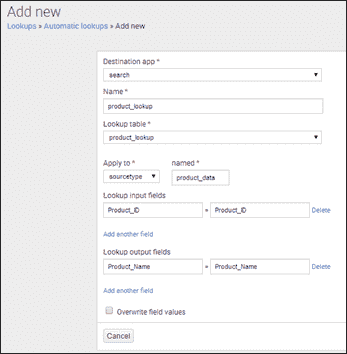 Add new
Lookups » Automatic lookups » Add new
Destination app *
search
Name *
product_lookup
Lookup table *
product_lookup
Apply to * named *
sourcetype product_data
Lookup input fields
Product_ID = Product_ID Delete
Add another field
Lookup output fields
Product_Name = Product_Name Delete
Add another field
Overwrite field values
Cancel